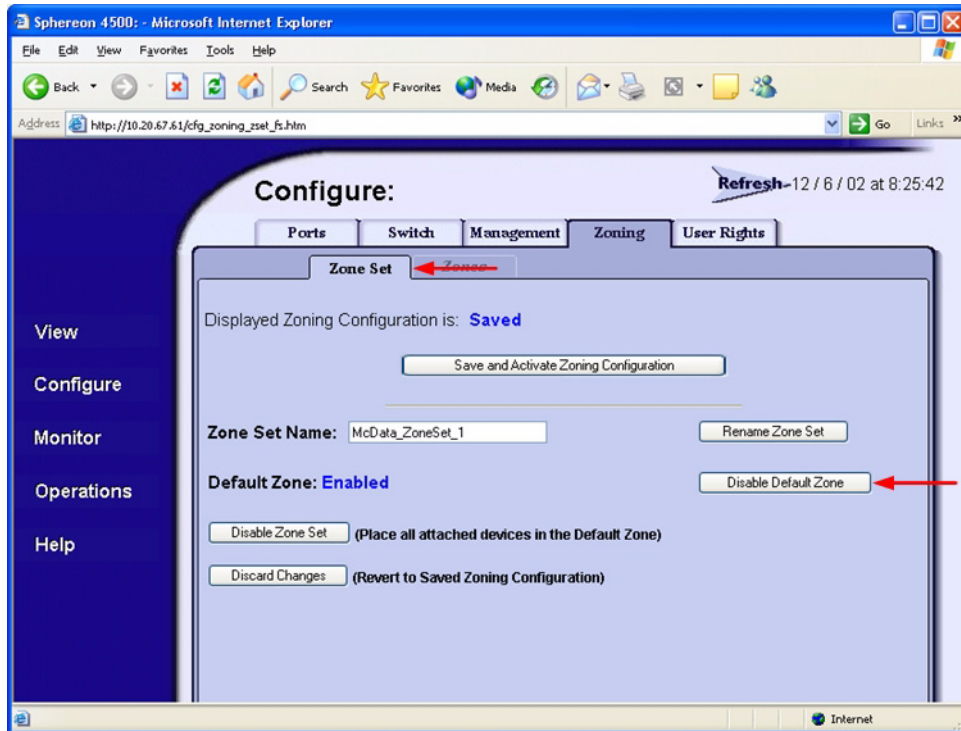 Sphereon 4500: - Microsoft Internet Explorer
File Edit View Favorites Tools Help
Back Search Favorites Media
Address http://10.20.67.61/cfg_zoning_zset_fs.htm Go Links »
Configure: Refresh 12 / 6 / 02 at 8:25:42
Ports Switch Management Zoning User Rights
Zone Set Zones
Displayed Zoning Configuration is: Saved
View
Save and Activate Zoning Configuration
Configure
Zone Set Name: McData_ZoneSet_1 Rename Zone Set
Monitor
Default Zone: Enabled Disable Default Zone
Operations
Disable Zone Set (Place all attached devices in the Default Zone)
Help
Discard Changes (Revert to Saved Zoning Configuration)
Internet